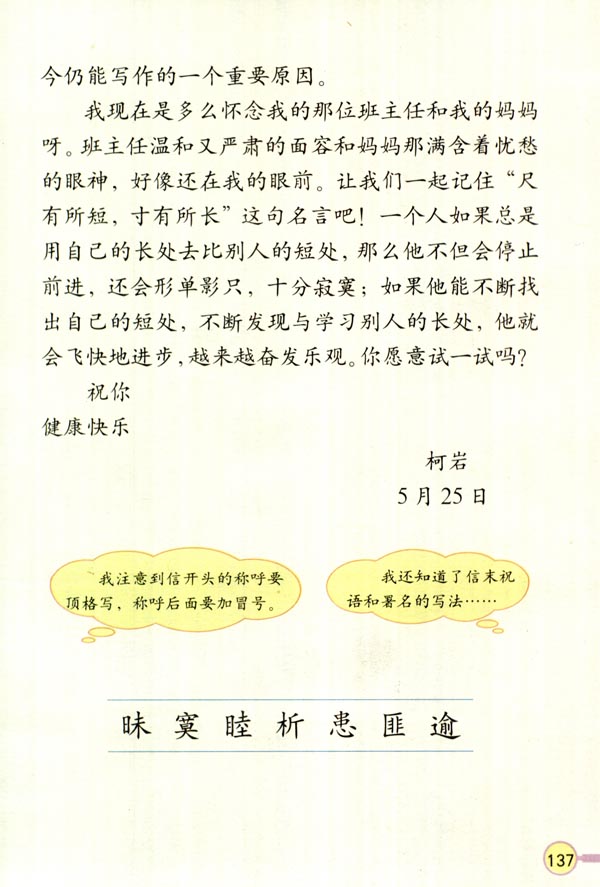 今仍能写作的一个重要原因。
我现在是多么怀念我的那位班主任和我的妈妈
呀。班主任温和又严肃的面容和妈妈那满含着忧愁
的眼神，好像还在我的眼前。让我们一起记住“尺
有所短，寸有所长”这句名言吧！一个人如果总是
用自己的长处去比别人的短处，那么他不但会停止
前进，还会形单影只，十分寂寞；如果他能不断找
出自己的短处，不断发现与学习别人的长处，他就
会飞快地进步，越来越奋发乐观。你愿意试一试吗？
祝你
健康快乐
柯岩
5月25日
我注意到信开头的称呼要
顶格写，称呼后面要加冒号。
我还知道了信末祝
语和署名的写法……
昧 寞 睦 析 患 匪 逾
137